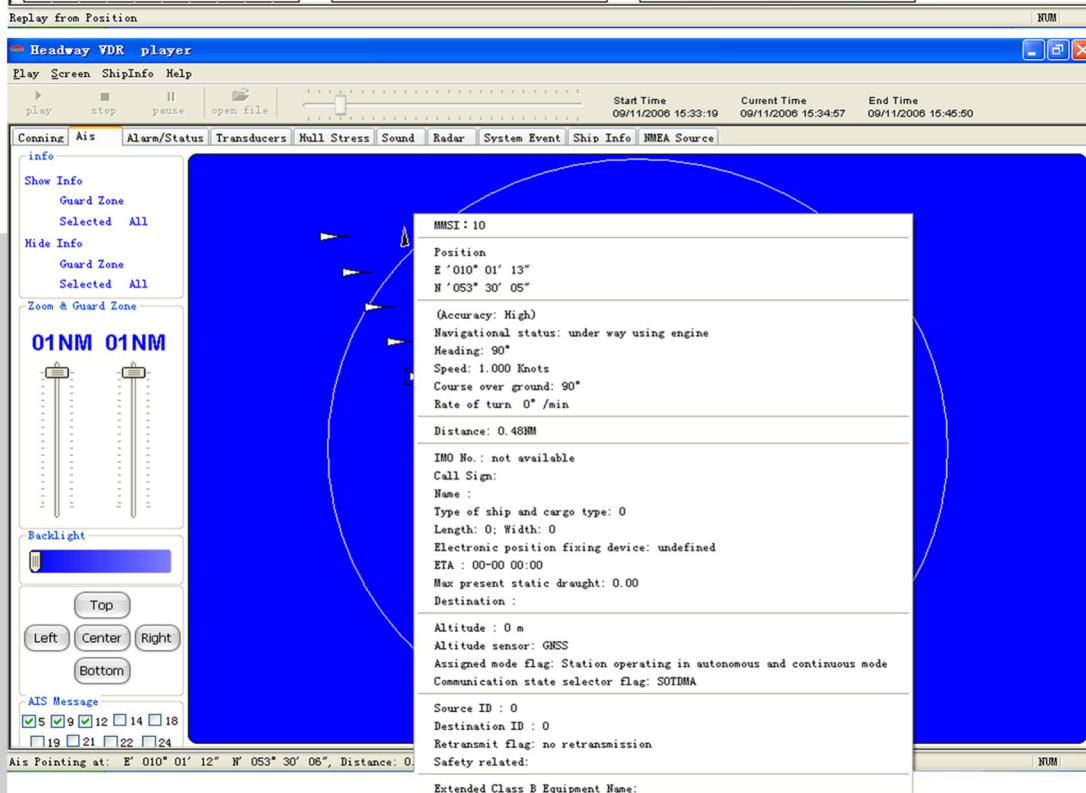 Replay from Position
NUM
Headway VDR player
Play Screen ShipInfo Help
play stop pause open file
Start Time Current Time End Time
09/11/2006 15:33:19 09/11/2006 15:34:57 09/11/2006 15:45:50
Conning Ais Alarm/Status Transducers Hull Stress Sound Radar System Event Ship Info NMEA Source
info
Show Info
Guard Zone
Selected All
Hide Info
Guard Zone
Selected All
Zoom & Guard Zone
01NM 01NM
Backlight
Top
Left Center Right
Bottom
AIS Message
5 9 12 14 18
19 21 22 24
MMSI: 10
Position
E '010° 01' 13"
N '053° 30' 05"
(Accuracy: High)
Navigational status: under way using engine
Heading: 90°
Speed: 1.000 Knots
Course over ground: 90°
Rate of turn 0° /min
Distance: 0.48NM
IMO No.: not available
Call Sign:
Name :
Type of ship and cargo type: 0
Length: 0; Width: 0
Electronic position fixing device: undefined
ETA : 00-00 00:00
Max present static draught: 0.00
Destination :
Altitude : 0 m
Altitude sensor: GNSS
Assigned mode flag: Station operating in autonomous and continuous mode
Communication state selector flag: SOTDMA
Source ID : 0
Destination ID : 0
Retransmit flag: no retransmission
Safety related:
Extended Class B Equipment Name:
Ais Pointing at: E' 010° 01' 12" N' 053° 30' 06", Distance: 0.
NUM